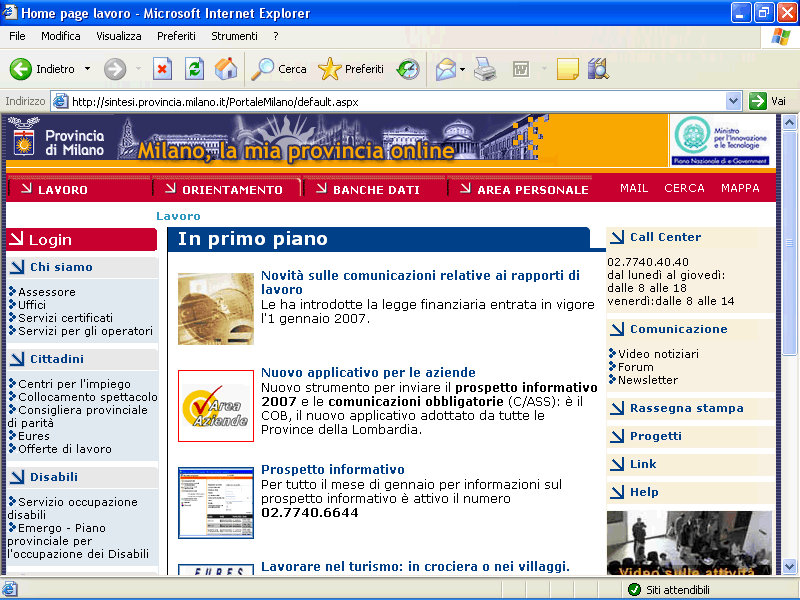 Home page lavoro - Microsoft Internet Explorer
File Modifica Visualizza Preferiti Strumenti ?
Indietro Cerca Preferiti
Indirizzo http://sintesi.provincia.milano.it/PortaleMilano/default.aspx Vai
Provincia
di Milano
Milano, la mia provincia online
Ministro
per l'Innovazione
e le Tecnologie
Piano Nazionale di e-Government
LAVORO ORIENTAMENTO BANCHE DATI AREA PERSONALE MAIL CERCA MAPPA
Lavoro
Login
Chi siamo
Assessore
Uffici
Servizi certificati
Servizi per gli operatori
Cittadini
Centri per l'impiego
Collocamento spettacolo
Consigliera provinciale
di parità
Eures
Offerte di lavoro
Disabili
Servizio occupazione
disabili
Emergo - Piano
provinciale per
l'occupazione dei Disabili
In primo piano
Novità sulle comunicazioni relative ai rapporti di
lavoro
Le ha introdotte la legge finanziaria entrata in vigore
l'1 gennaio 2007.
Area
Aziende
Nuovo applicativo per le aziende
Nuovo strumento per inviare il prospetto informativo
2007 e le comunicazioni obbligatorie (C/ASS): è il
COB, il nuovo applicativo adottato da tutte le
Province della Lombardia.
Prospetto informativo
Per tutto il mese di gennaio per informazioni sul
prospetto informativo è attivo il numero
02.7740.6644
EURES
Lavorare nel turismo: in crociera o nei villaggi.
Call Center
02.7740.40.40
dal lunedì al giovedì:
dalle 8 alle 18
venerdì:dalle 8 alle 14
Comunicazione
Video notiziari
Forum
Newsletter
Rassegna stampa
Progetti
Link
Help
Video sulle attività
Siti attendibili